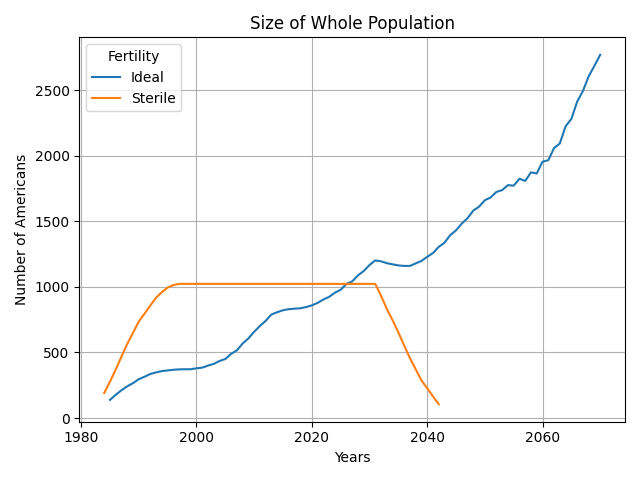 Size of Whole Population
Fertility
Ideal
Sterile
Number of Americans
2500
2000
1500
1000
500
0
1980
2000
2020
2040
2060
Years